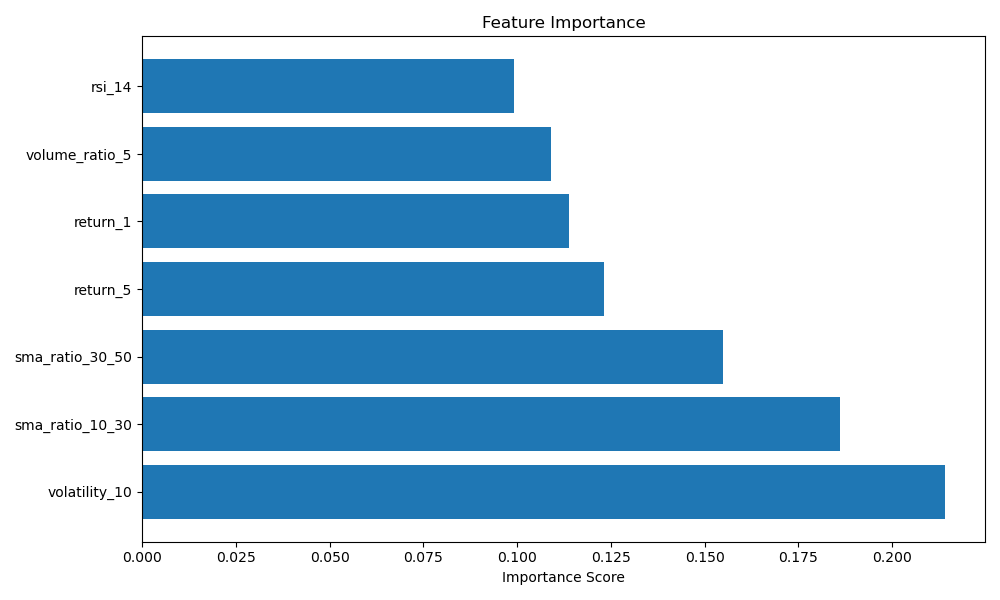 Feature Importance
rsi_14
volume_ratio_5
return_1
return_5
sma_ratio_30_50
sma_ratio_10_30
volatility_10
0.000 0.025 0.050 0.075 0.100 0.125 0.150 0.175 0.200
Importance Score